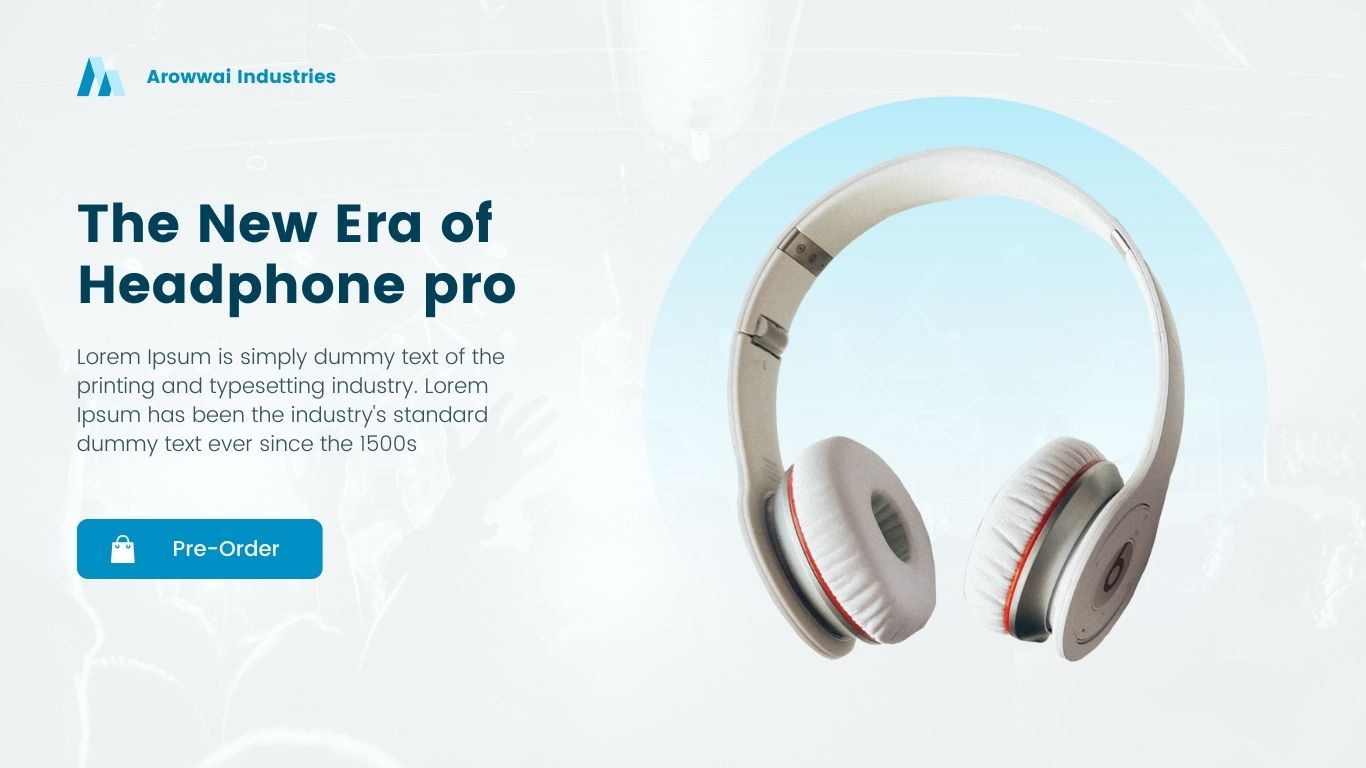 Arowwai Industries
The New Era of
Headphone pro
Lorem Ipsum is simply dummy text of the
printing and typesetting industry. Lorem
Ipsum has been the industry's standard
dummy text ever since the 1500s
Pre-Order
L